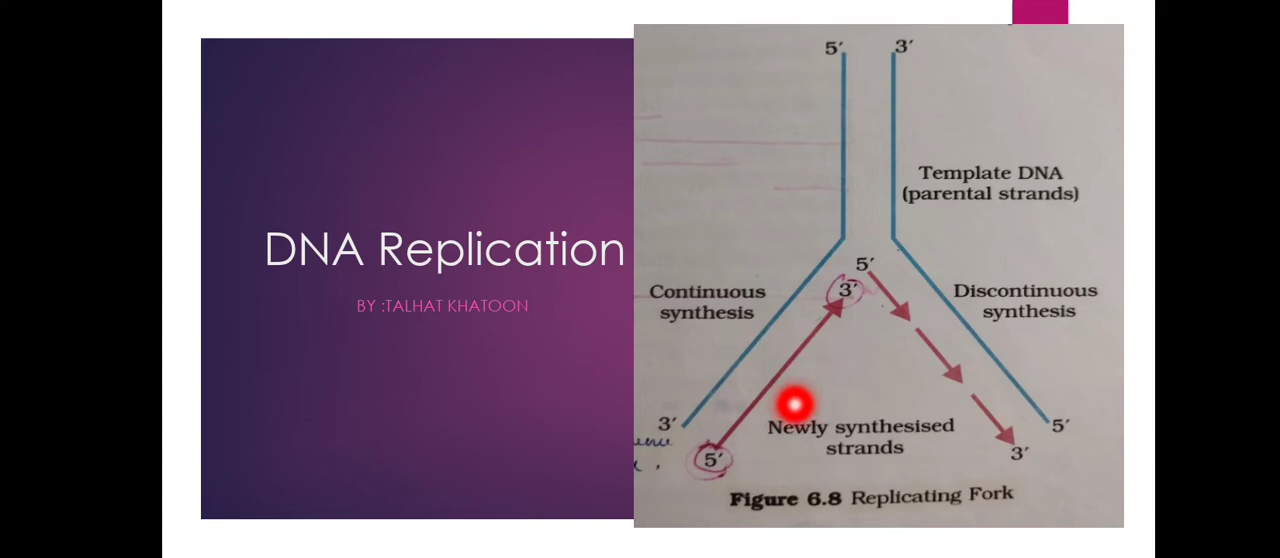 DNA Replication
BY :TALHAT KHATOON
5′
3′
Template DNA
(parental strands)
5′
3′
Continuous
synthesis
Discontinuous
synthesis
3′
5′
5′
3′
Newly synthesised
strands
Figure 6.8 Replicating Fork